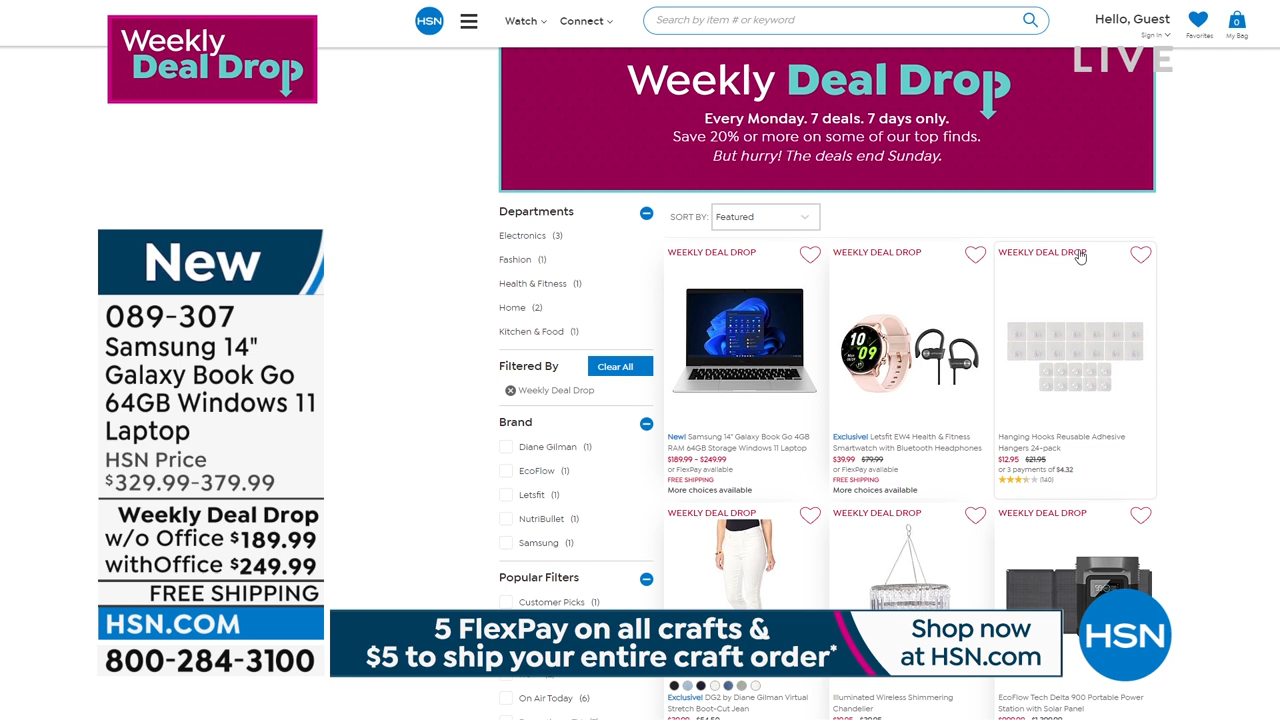 Weekly
Deal Drop
HSN
Watch
Connect
Search by item # or keyword
Hello, Guest
Sign in
Favorites
0
My Bag
LIVE
Weekly Deal Drop
Every Monday. 7 deals. 7 days only.
Save 20% or more on some of our top finds.
But hurry! The deals end Sunday.
New
089-307
Samsung 14"
Galaxy Book Go
64GB Windows 11
Laptop
HSN Price
$329.99-379.99
Weekly Deal Drop
w/o Office $189.99
withOffice $249.99
FREE SHIPPING
HSN.COM
800-284-3100
Departments
Electronics (3)
Fashion (1)
Health & Fitness (1)
Home (2)
Kitchen & Food (1)
Filtered By
Clear All
Weekly Deal Drop
Brand
Diane Gilman (1)
EcoFlow (1)
Letsfit (1)
NutriBullet (1)
Samsung (1)
Popular Filters
Customer Picks (1)
On Air Today (6)
SORT BY: Featured
WEEKLY DEAL DROP
New! Samsung 14" Galaxy Book Go 4GB
RAM 64GB Storage Windows 11 Laptop
$189.99 - $249.99
or FlexPay available
FREE SHIPPING
More choices available
WEEKLY DEAL DROP
10
09
Exclusive! Letsfit EW4 Health & Fitness
Smartwatch with Bluetooth Headphones
$39.99 $79.99
or FlexPay available
FREE SHIPPING
More choices available
WEEKLY DEAL DROP
Hanging Hooks Reusable Adhesive
Hangers 24-pack
$12.95 $21.95
or 3 payments of $4.32
(140)
WEEKLY DEAL DROP
Exclusive! DG2 by Diane Gilman Virtual
Stretch Boot-Cut Jean
WEEKLY DEAL DROP
Illuminated Wireless Shimmering
Chandelier
WEEKLY DEAL DROP
EcoFlow Tech Delta 900 Portable Power
Station with Solar Panel
5 FlexPay on all crafts &
$5 to ship your entire craft order*
Shop now
at HSN.com
HSN